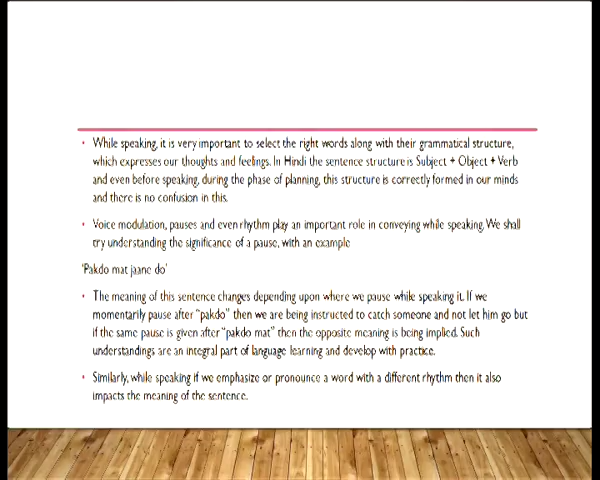 While speaking, it is very important to select the right words along with their grammatical structure,
which expresses our thoughts and feelings. In Hindi the sentence structure is Subject + Object + Verb
and even before speaking, during the phase of planning, this structure is correctly formed in our minds
and there is no confusion in this.
Voice modulation, pauses and even rhythm play an important role in conveying while speaking. We shall
try understanding the significance of a pause, with an example
'Pakdo mat jaane do'
The meaning of this sentence changes depending upon where we pause while speaking it. If we
momentarily pause after "pakdo" then we are being instructed to catch someone and not let him go but
if the same pause is given after "pakdo mat" then the opposite meaning is being implied. Such
understandings are an integral part of language learning and develop with practice.
Similarly, while speaking if we emphasize or pronounce a word with a different rhythm then it also
impacts the meaning of the sentence.